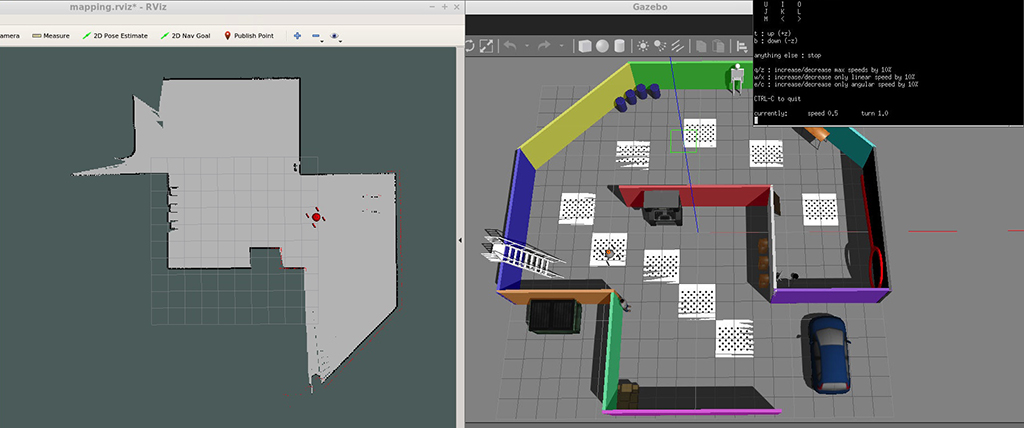 mapping.rviz* - RViz
amera
Measure
2D Pose Estimate
2D Nav Goal
Publish Point
Gazebo
U I O
J K L
M < >
t : up (+z)
b : down (-z)
anything else : stop
q/z : increase/decrease max speeds by 10%
w/x : increase/decrease only linear speed by 10%
e/c : increase/decrease only angular speed by 10%
CTRL-C to quit
currently: speed 0.5 turn 1.0